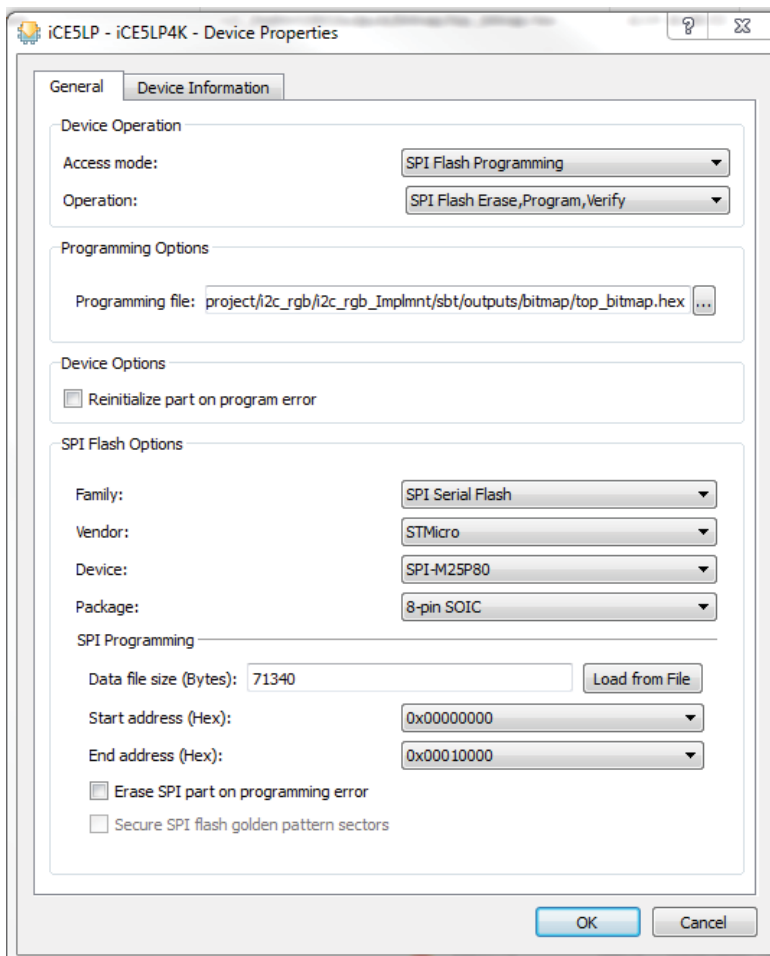 iCE5LP - iCE5LP4K - Device Properties
?
General Device Information
Device Operation
Access mode: SPI Flash Programming
Operation: SPI Flash Erase,Program,Verify
Programming Options
Programming file: project/i2c_rgb/i2c_rgb_Implmnt/sbt/outputs/bitmap/top_bitmap.hex ...
Device Options
Reinitialize part on program error
SPI Flash Options
Family: SPI Serial Flash
Vendor: STMicro
Device: SPI-M25P80
Package: 8-pin SOIC
SPI Programming
Data file size (Bytes): 71340 Load from File
Start address (Hex): 0x00000000
End address (Hex): 0x00010000
Erase SPI part on programming error
Secure SPI flash golden pattern sectors
OK Cancel